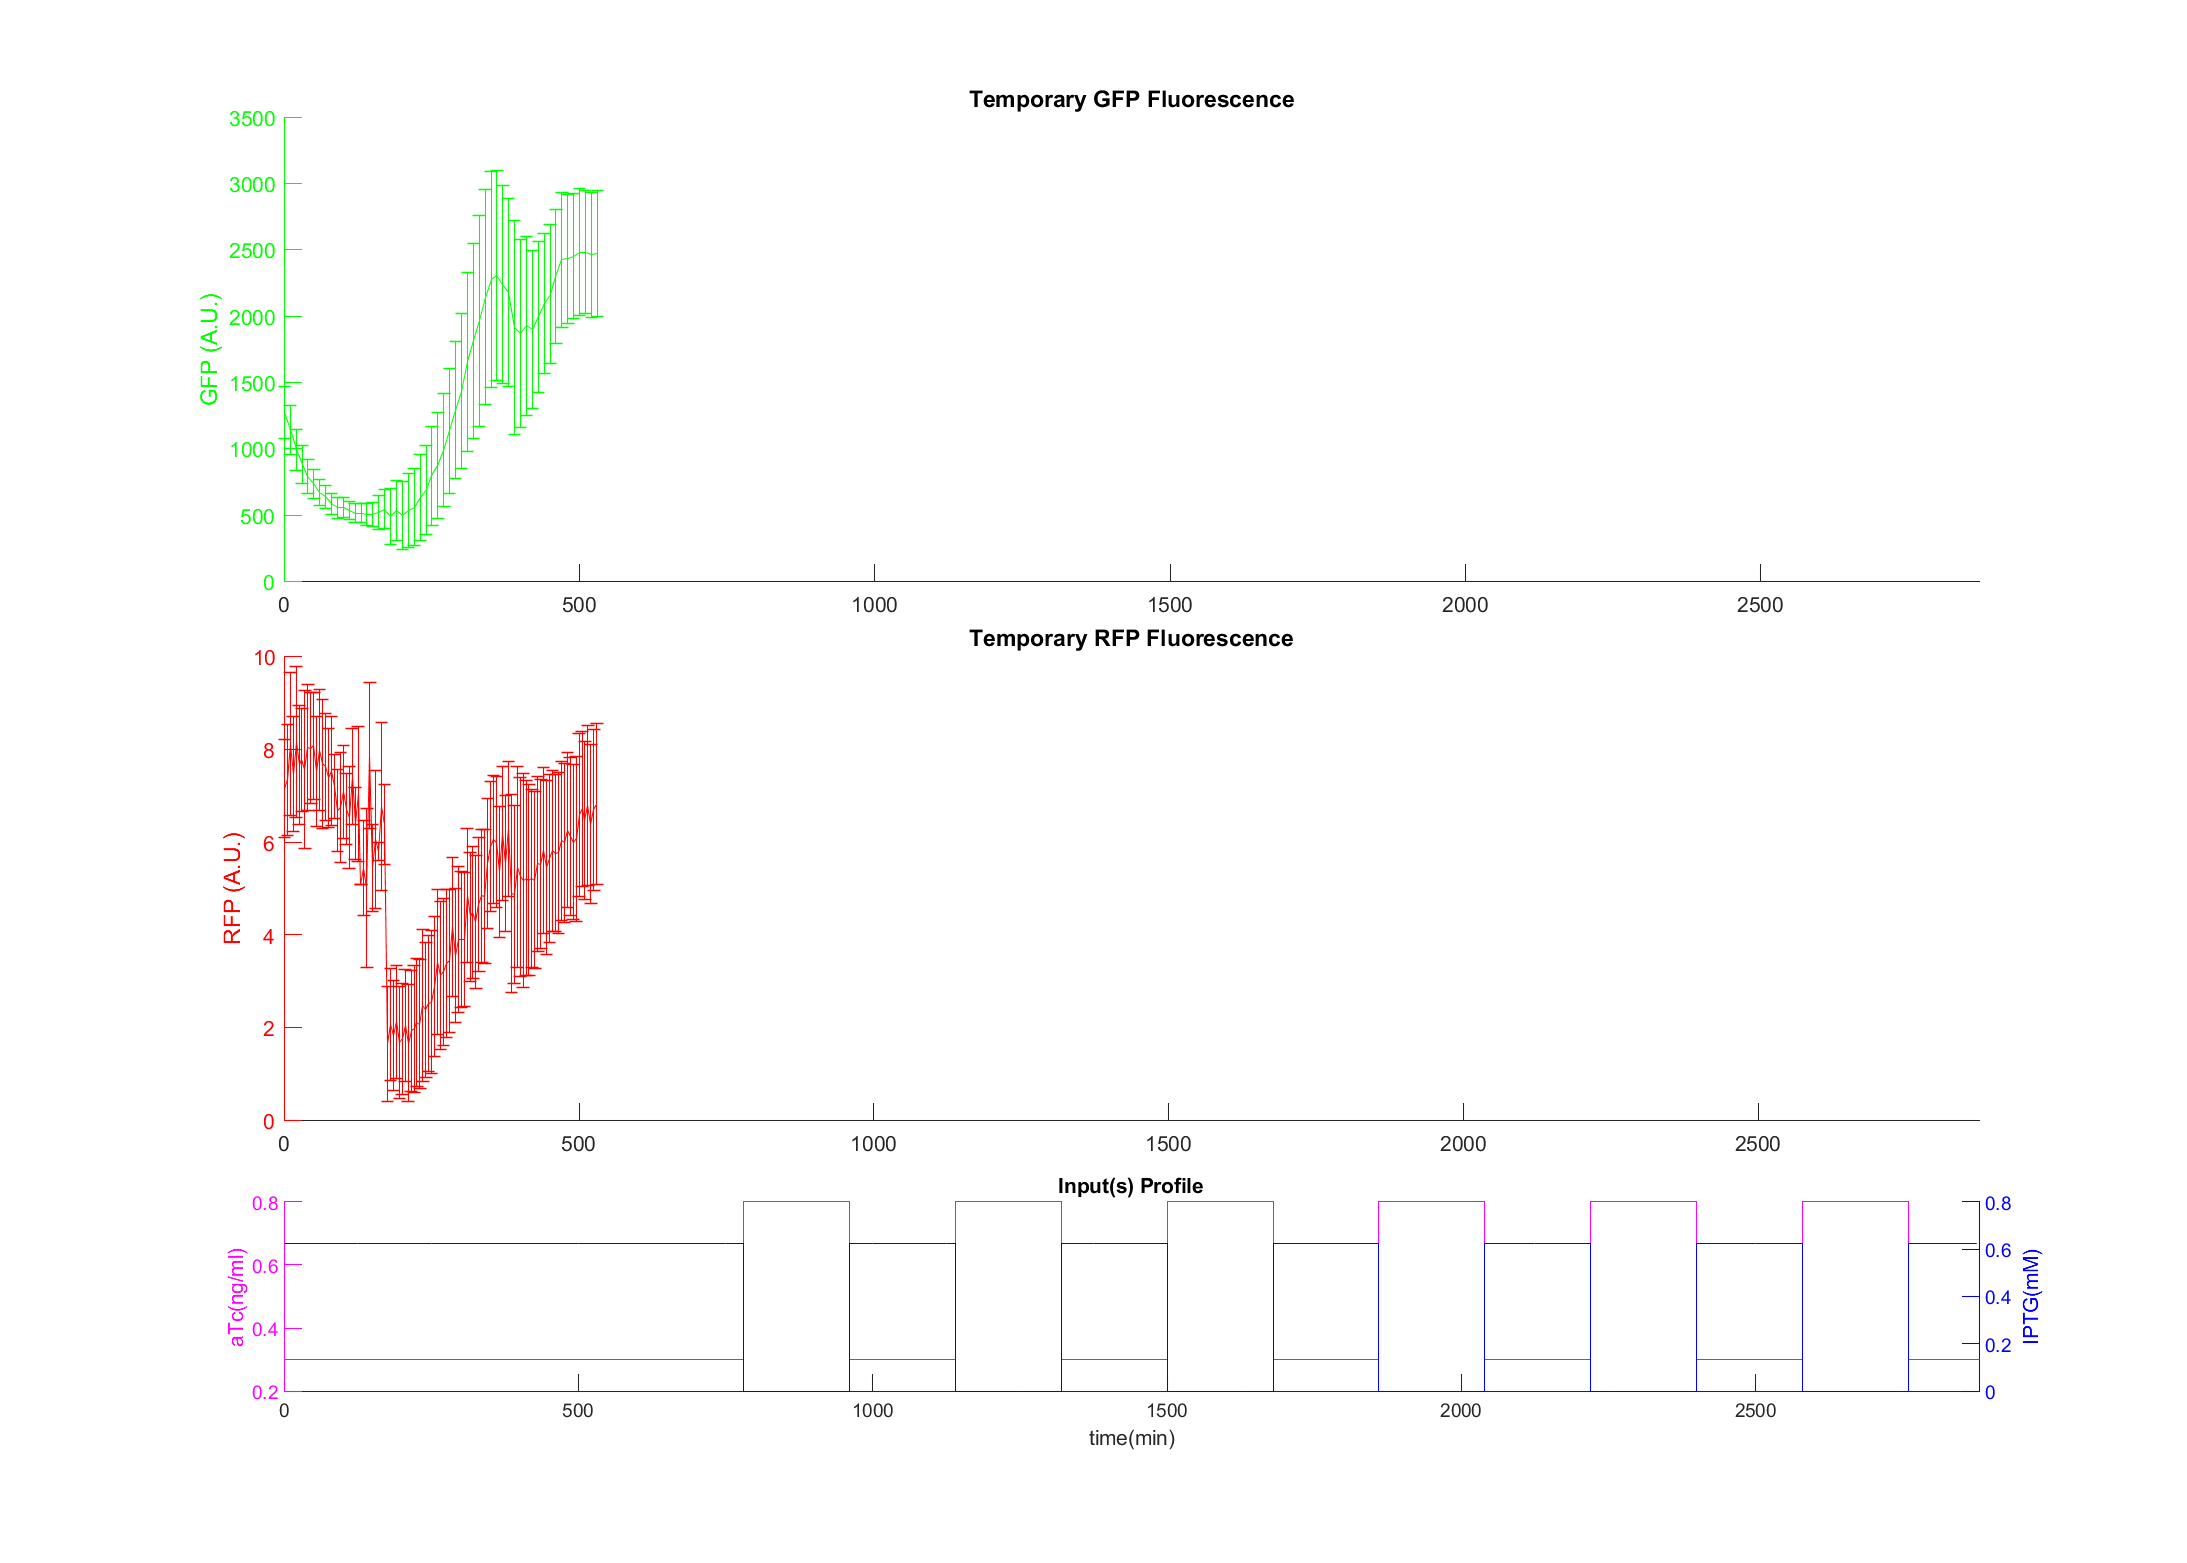 Temporary GFP Fluorescence
3500
3000
2500
2000
1500
1000
500
0
GFP (A.U.)
0 500 1000 1500 2000 2500
Temporary RFP Fluorescence
10
8
6
4
2
0
RFP (A.U.)
0 500 1000 1500 2000 2500
Input(s) Profile
0.8
0.6
0.4
0.2
aTc(ng/ml)
0.8
0.6
0.4
0.2
0
IPTG(mM)
0 500 1000 1500 2000 2500
time(min)